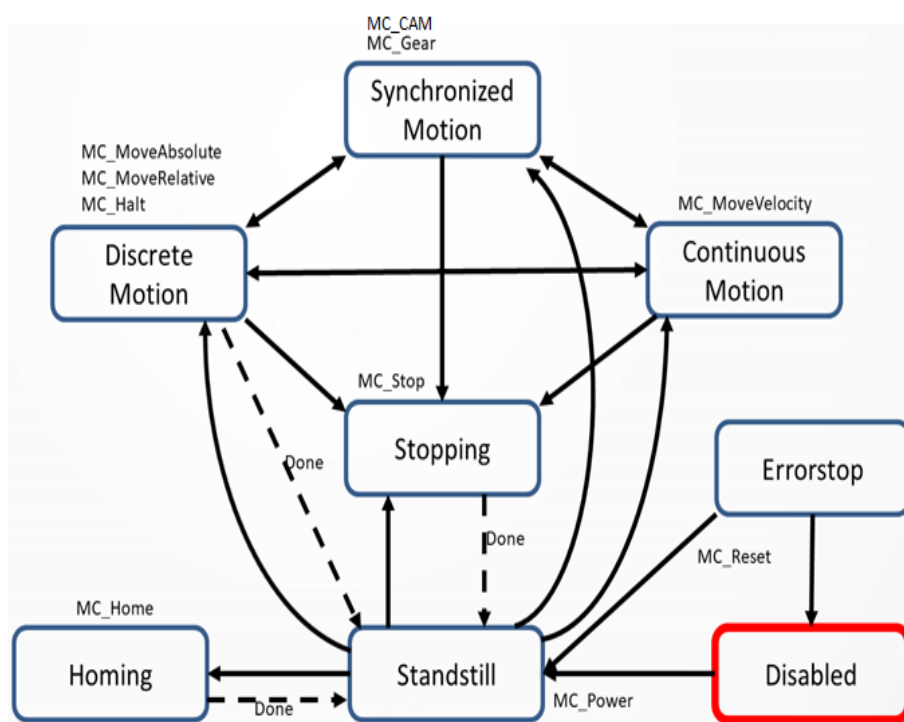 MC_CAM
MC_Gear
Synchronized
Motion
MC_MoveAbsolute
MC_MoveRelative
MC_Halt
Discrete
Motion
MC_MoveVelocity
Continuous
Motion
MC_Stop
Stopping
Errorstop
Done
Done
MC_Reset
MC_Home
Homing
Done
Standstill
MC_Power
Disabled